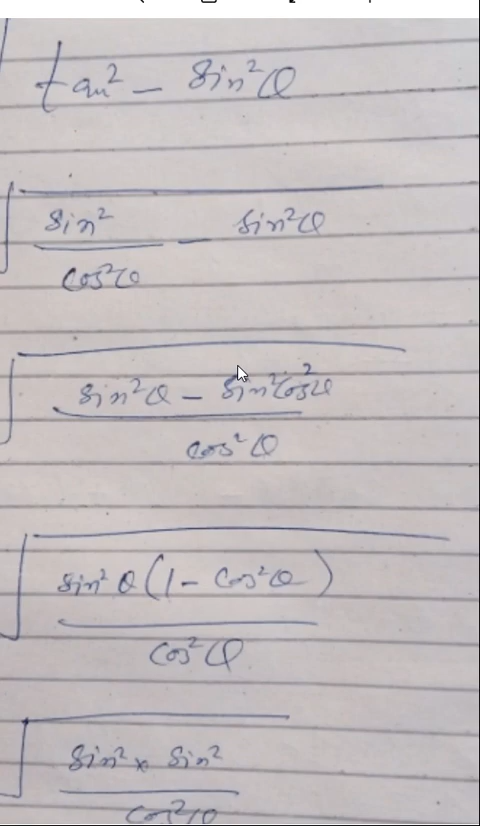 tan² - Sin²θ
√(Sin²/Cos²θ - Sin²θ)
√((Sin²θ - Sin²Cos²θ)/Cos²θ)
√(Sin²θ(1 - Cos²θ)/Cos²θ)
√((Sin² × Sin²)/Cos²θ)